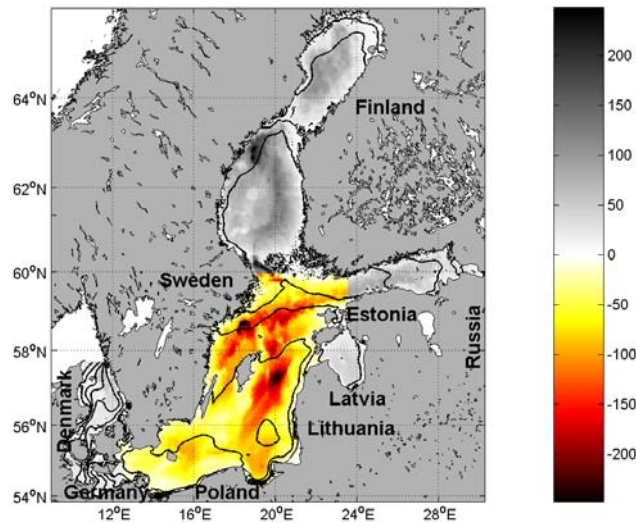 64°N
62°N
60°N
58°N
56°N
54°N
12°E
16°E
20°E
24°E
28°E
Finland
Sweden
Estonia
Russia
Latvia
Denmark
Lithuania
Germany
Poland
200
150
100
50
0
-50
-100
-150
-200